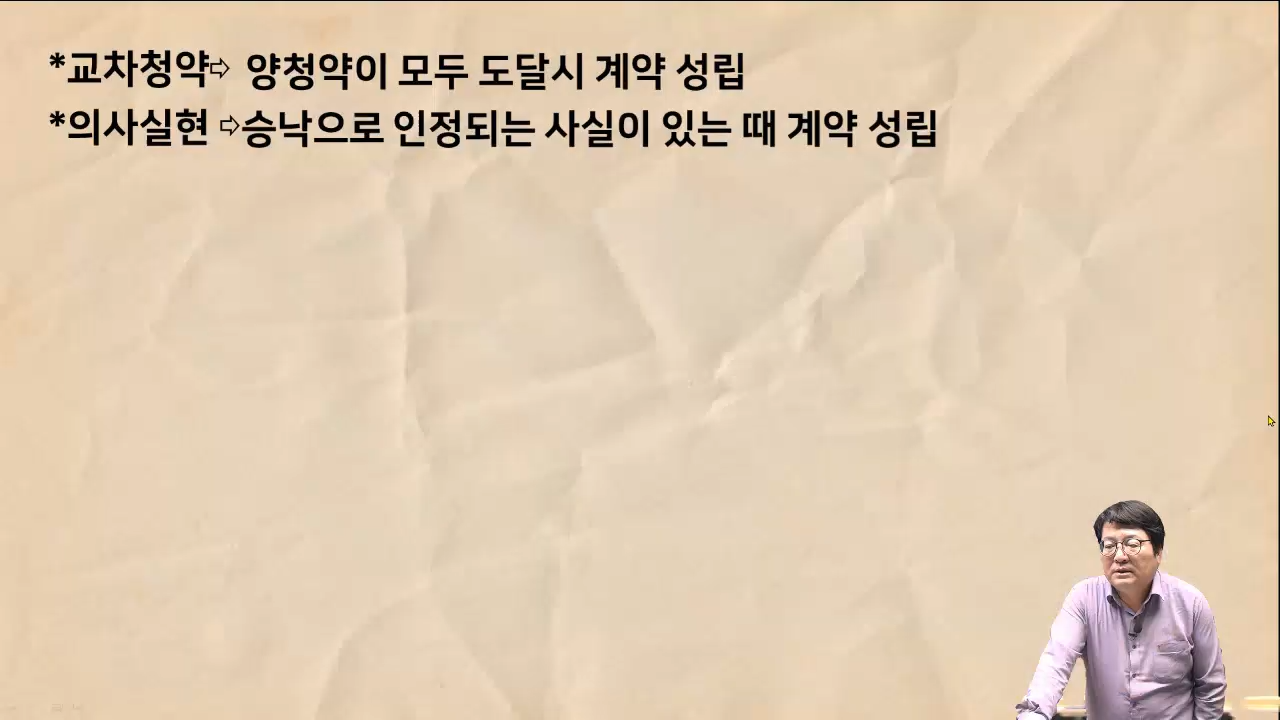 *교차청약⇨ 양청약이 모두 도달시 계약 성립
*의사실현 ⇨승낙으로 인정되는 사실이 있는 때 계약 성립